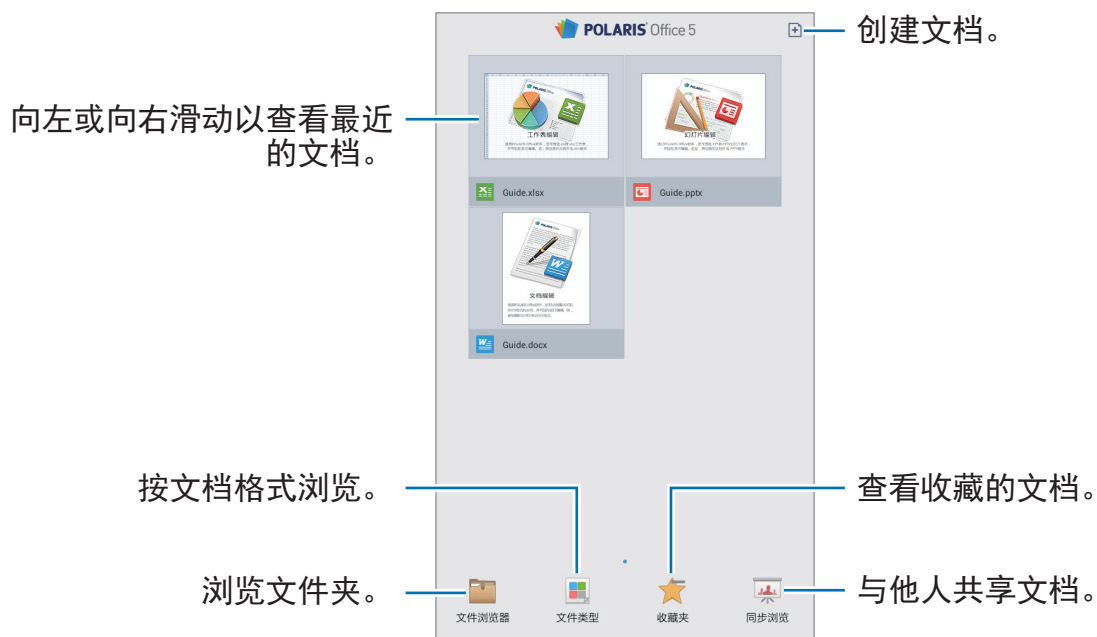 POLARIS Office 5
创建文档。
向左或向右滑动以查看最近
的文档。
工作表编辑
幻灯片编辑
Guide.xlsx
Guide.pptx
文档编辑
Guide.docx
按文档格式浏览。
查看收藏的文档。
浏览文件夹。
与他人共享文档。
文件浏览器
文件类型
收藏夹
同步浏览